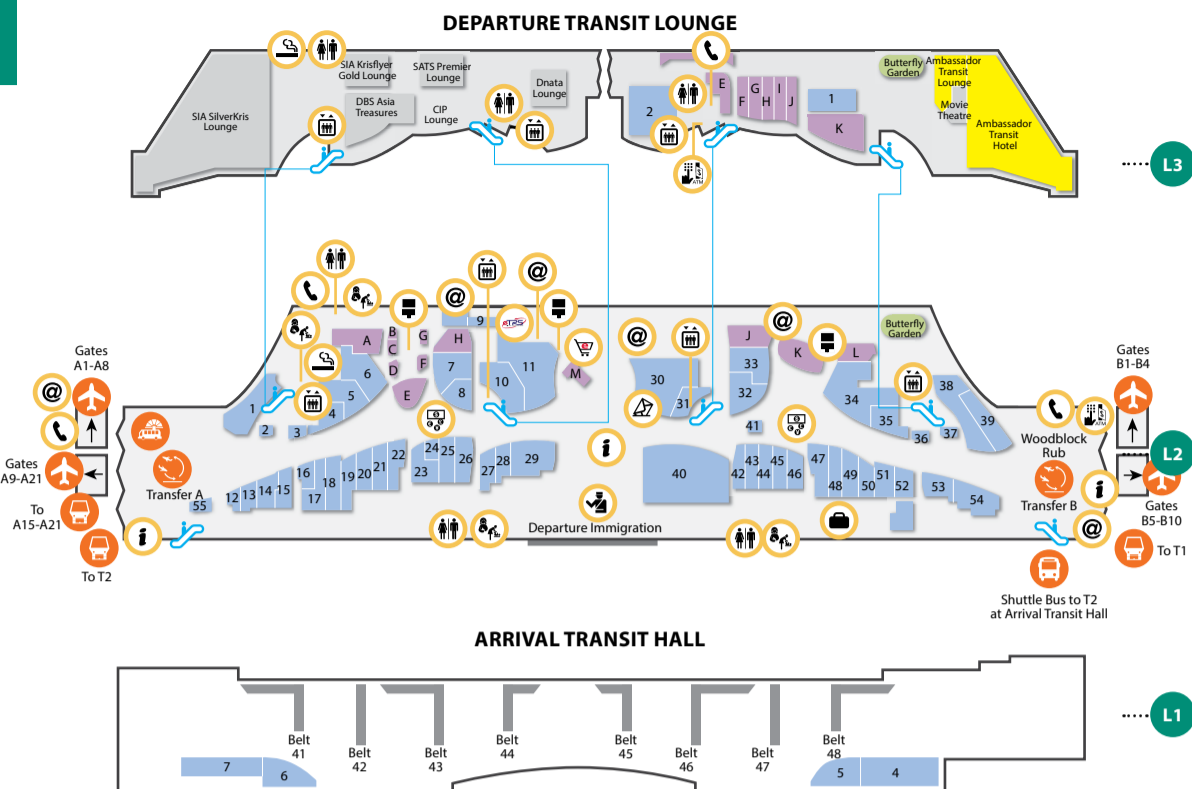 DEPARTURE TRANSIT LOUNGE
SIA SilverKris
Lounge
SIA Krisflyer
Gold Lounge
SATS Premier
Lounge
DBS Asia
Treasures
CIP
Lounge
Dnata
Lounge
2
E
F
G
H
I
J
1
K
Butterfly
Garden
Ambassador
Transit
Lounge
Movie
Theatre
Ambassador
Transit
Hotel
ATM
L3
Gates
A1-A8
Gates
A9-A21
To
A15-A21
To T2
Transfer A
A
B
C
D
E
F
G
H
9
7
8
10
11
M
1
2
3
4
5
6
30
31
J
33
32
K
L
34
35
36
37
38
39
41
Butterfly
Garden
55
12
13
14
15
16
17
18
19
20
21
22
23
24
25
26
27
28
29
40
42
43
44
45
46
47
48
49
50
51
52
53
54
Departure Immigration
Woodblock
Rub
Transfer B
ATM
Gates
B1-B4
L2
Gates
B5-B10
To T1
Shuttle Bus to T2
at Arrival Transit Hall
ARRIVAL TRANSIT HALL
Belt
41
Belt
42
Belt
43
Belt
44
Belt
45
Belt
46
Belt
47
Belt
48
7
6
5
4
L1